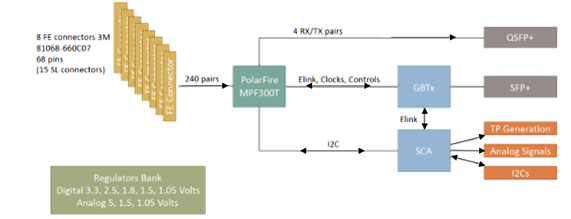 8 FE connectors 3M
81068-660C07
68 pins
(15 SL connectors)
FE Connector
240 pairs
PolarFire
MPF300T
4 RX/TX pairs
QSFP+
Elink, Clocks, Controls
GBTx
SFP+
Elink
I2C
SCA
TP Generation
Analog Signals
I2Cs
Regulators Bank
Digital 3.3, 2.5, 1.8, 1.5, 1.05 Volts
Analog 5, 1.5, 1.05 Volts